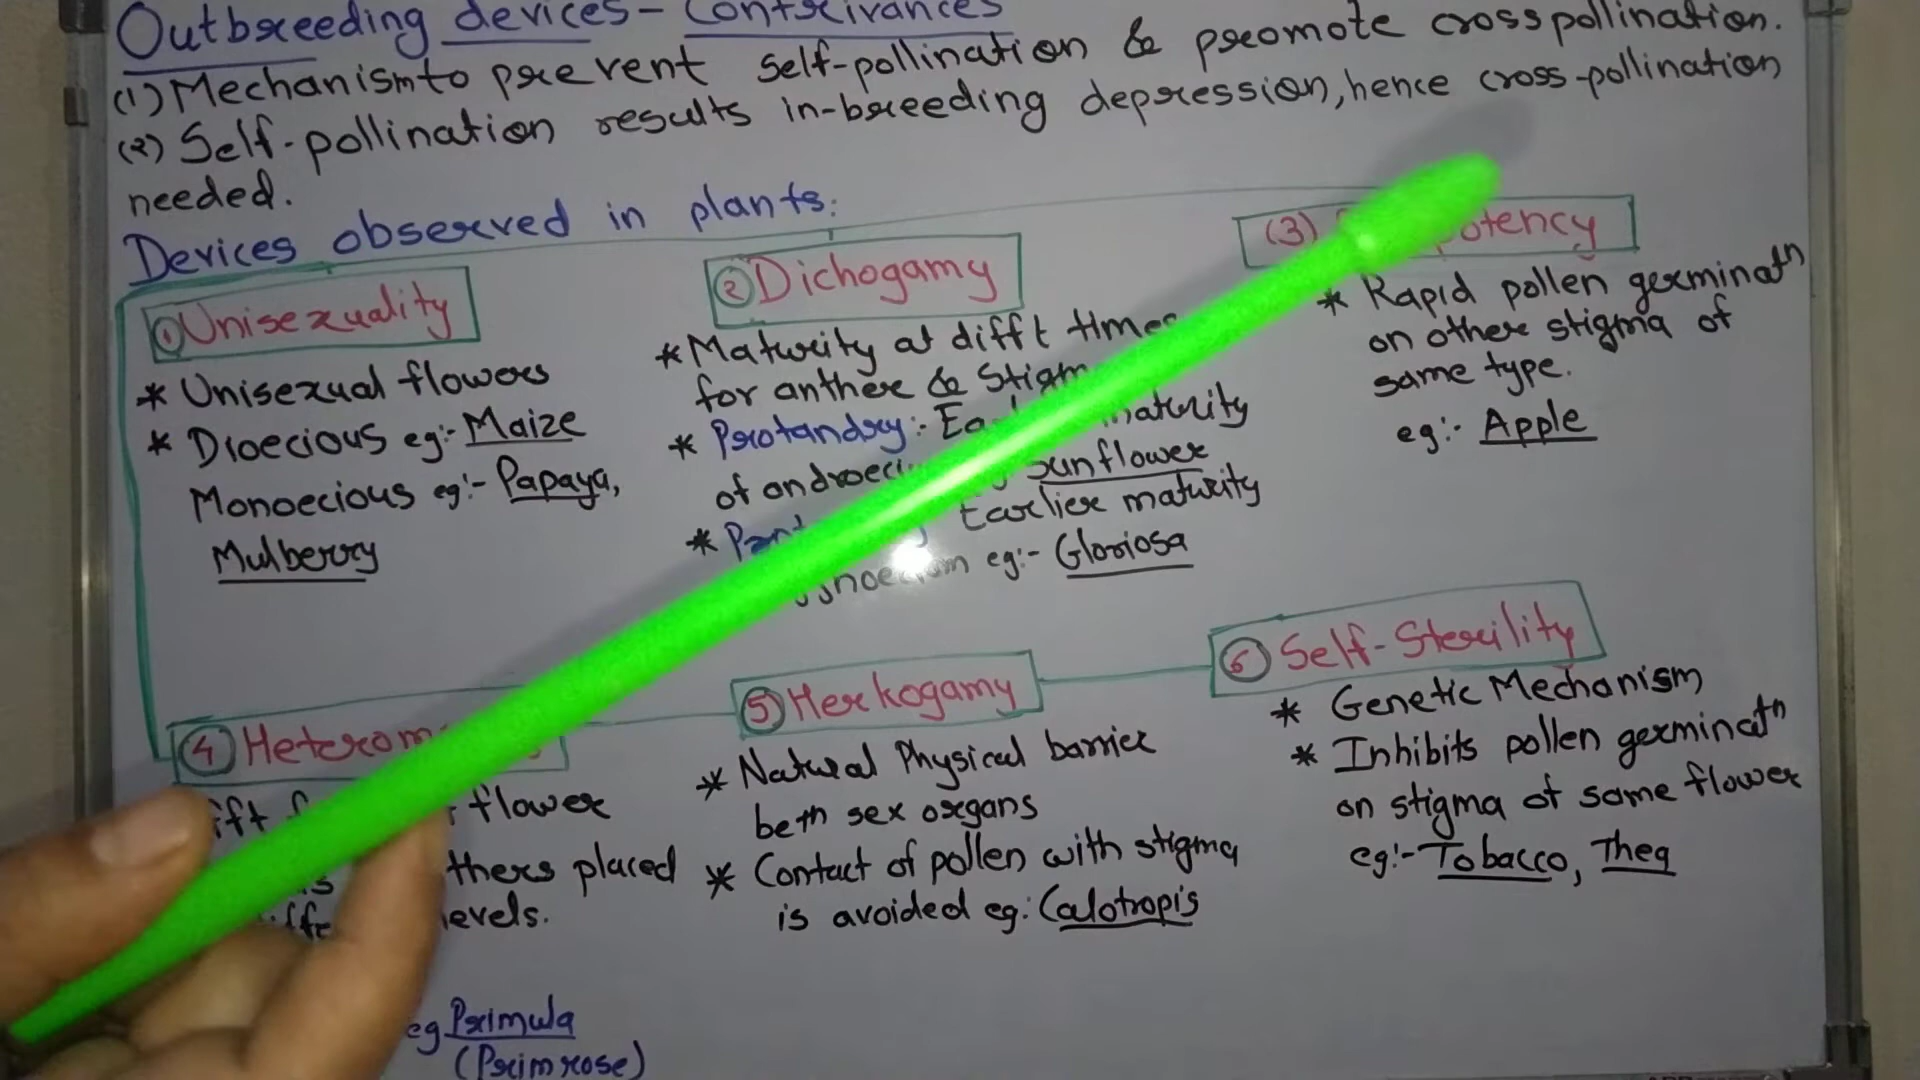 Outbreeding devices - Contrivances
(1) Mechanism to prevent self-pollination & promote cross pollination.
(2) Self-pollination results in-breeding depression, hence cross-pollination
needed.
Devices observed in plants:
① Unisexuality
* Unisexual flowers
* Dioecious eg:- Maize
Monoecious eg:- Papaya,
Mulberry
② Dichogamy
* Maturity at difft times
for anther & Stigm
* Protandry:- Ea maturity
of androeci Sunflower
* Earlier maturity
eg:- Gloriosa
(3) potency
* Rapid pollen germinatn
on other stigma of
same type.
eg:- Apple
④ Heterom
flower
placed
levels.
eg Primula
(Primrose)
⑤ Herkogamy
* Natural Physical barrier
betn sex organs
* Contact of pollen with stigma
is avoided eg: Calotropis
⑥ Self-Sterility
* Genetic Mechanism
* Inhibits pollen germinatn
on stigma of same flower
eg:- Tobacco, Thea